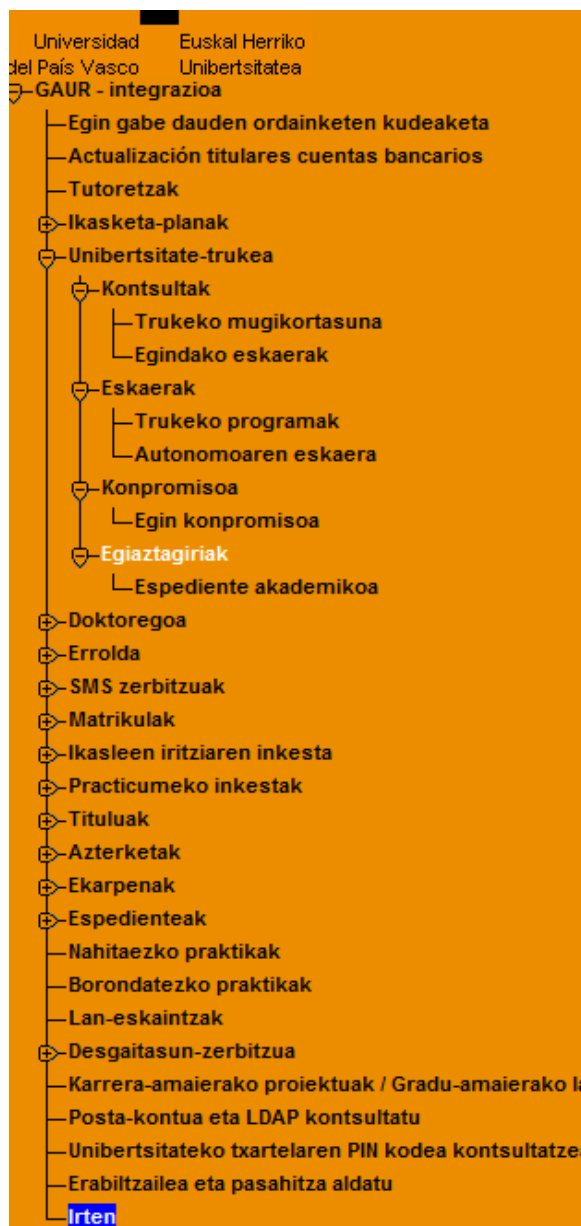 Universidad Euskal Herriko
del País Vasco Unibertsitatea
GAUR - integrazioa
Egin gabe dauden ordainketen kudeaketa
Actualización titulares cuentas bancarios
Tutoretzak
Ikasketa-planak
Unibertsitate-trukea
Kontsultak
Trukeko mugikortasuna
Egindako eskaerak
Eskaerak
Trukeko programak
Autonomoaren eskaera
Konpromisoa
Egin konpromisoa
Egiaztagiriak
Espediente akademikoa
Doktoregoa
Errolda
SMS zerbitzuak
Matrikulak
Ikasleen iritziaren inkesta
Practicumeko inkestak
Tituluak
Azterketak
Ekarpenak
Espedienteak
Nahitaezko praktikak
Borondatezko praktikak
Lan-eskaintzak
Desgaitasun-zerbitzua
Karrera-amaierako proiektuak / Gradu-amaierako
Posta-kontua eta LDAP kontsultatu
Unibertsitateko txartelaren PIN kodea
Erabiltzailea eta pasahitza aldatu
Irten